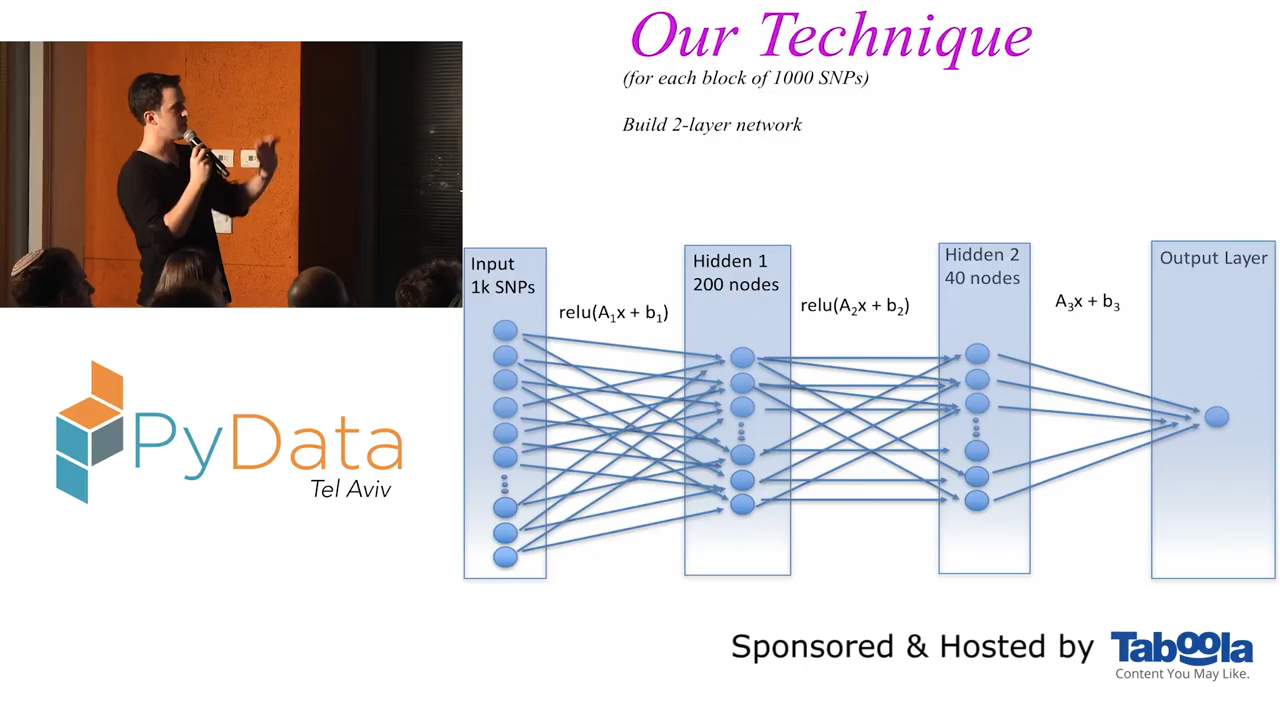 Our Technique
(for each block of 1000 SNPs)
Build 2-layer network
Input
1k SNPs
relu(A₁x + b₁)
Hidden 1
200 nodes
relu(A₂x + b₂)
Hidden 2
40 nodes
A₃x + b₃
Output Layer
PyData
Tel Aviv
Sponsored & Hosted by
Taboola
Content You May Like.